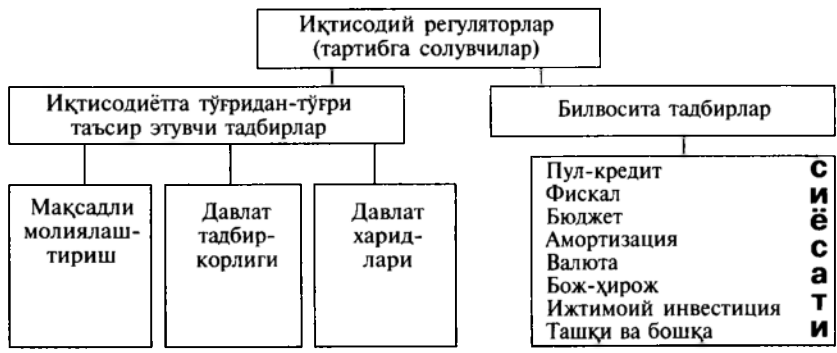 Иқтисодий регуляторлар
(тартибга солувчилар)
Иқтисодиётга тўғридан-тўғри
таъсир этувчи тадбирлар
Билвосита тадбирлар
Мақсадли
молиялаш-
тириш
Давлат
тадбир-
корлиги
Давлат
харид-
лари
Пул-кредит
Фискал
Бюджет
Амортизация
Валюта
Бож-ҳирож
Ижтимоий инвестиция
Ташқи ва бошқа
сиёсати